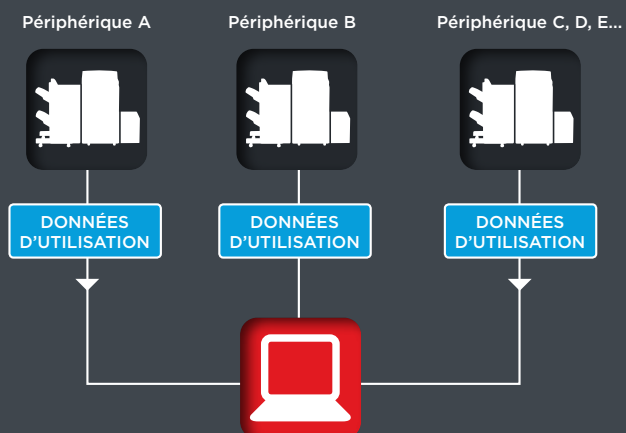 Périphérique A
Périphérique B
Périphérique C, D, E...
DONNÉES
D'UTILISATION
DONNÉES
D'UTILISATION
DONNÉES
D'UTILISATION